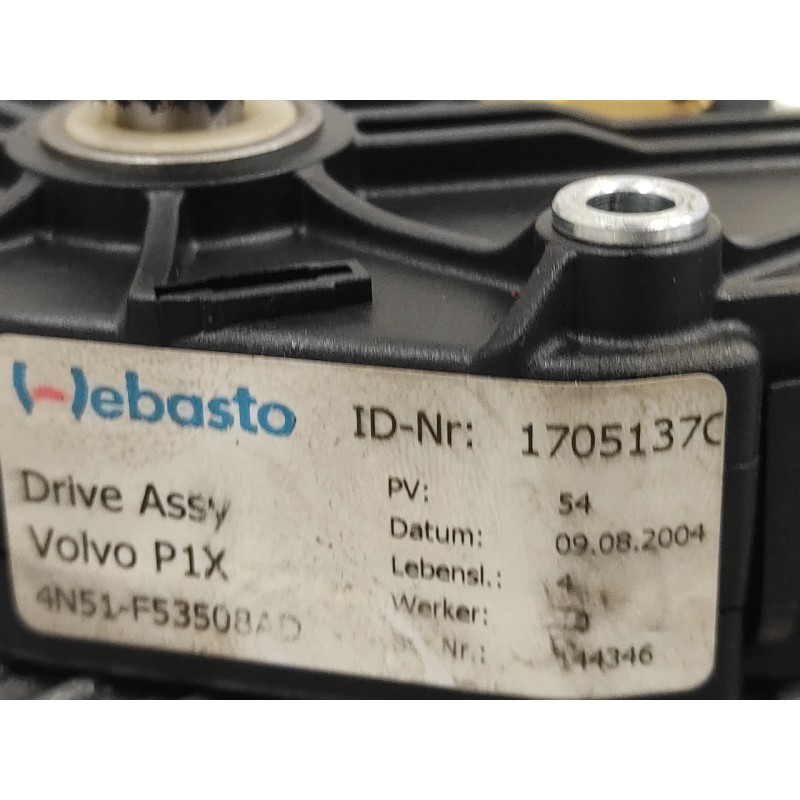 Webasto ID-Nr: 1705137C
Drive Assy PV: 54
Volvo P1X Datum: 09.08.2004
4N51-F53508AD Lebensl.: 4
Werker:
Nr.: 144346